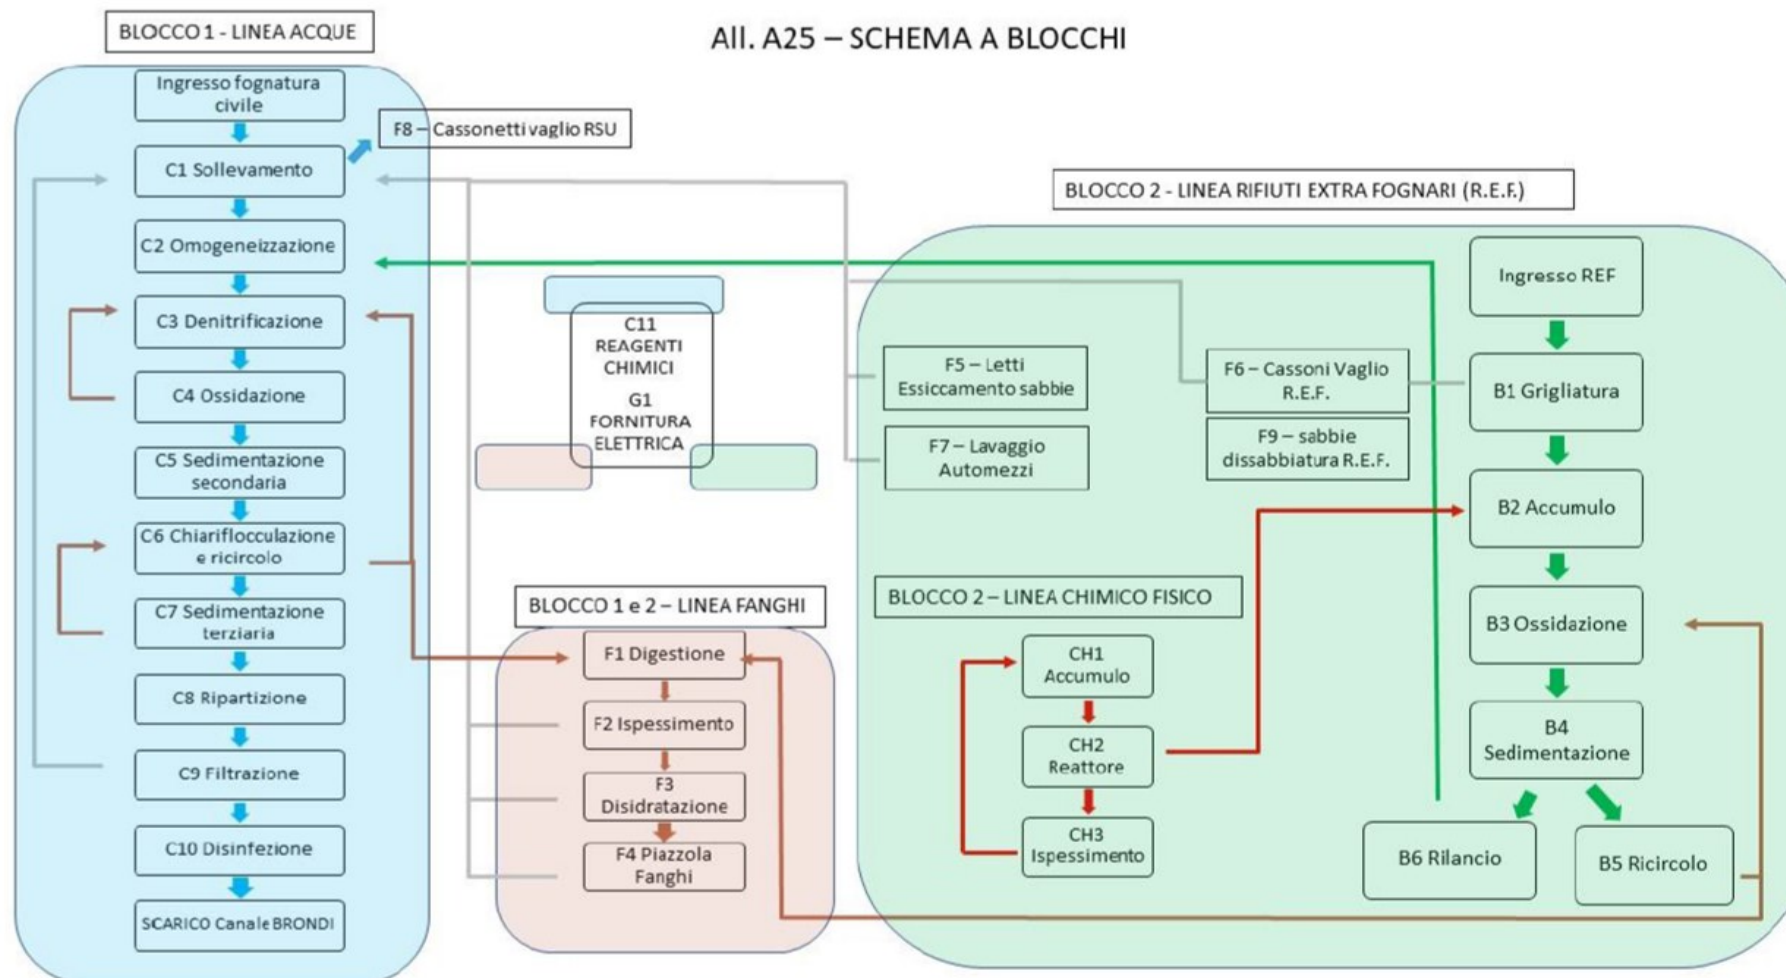 All. A25 – SCHEMA A BLOCCHI
BLOCCO 1 - LINEA ACQUE
Ingresso fognatura
civile
F8 – Cassonetti vaglio RSU
C1 Sollevamento
C2 Omogeneizzazione
C3 Denitrificazione
C4 Ossidazione
C5 Sedimentazione
secondaria
C6 Chiariflocculazione
e ricircolo
C7 Sedimentazione
terziaria
C8 Ripartizione
C9 Filtrazione
C10 Disinfezione
SCARICO Canale BRONDI
C11
REAGENTI
CHIMICI
G1
FORNITURA
ELETTRICA
BLOCCO 1 e 2 – LINEA FANGHI
F1 Digestione
F2 Ispessimento
F3
Disidratazione
F4 Piazzola
Fanghi
BLOCCO 2 - LINEA RIFIUTI EXTRA FOGNARI (R.E.F.)
F5 – Letti
Essiccamento sabbie
F7 – Lavaggio
Automezzi
F6 – Cassoni Vaglio
R.E.F.
F9 – sabbie
dissabbiatura R.E.F.
BLOCCO 2 – LINEA CHIMICO FISICO
CH1
Accumulo
CH2
Reattore
CH3
Ispessimento
Ingresso REF
B1 Grigliatura
B2 Accumulo
B3 Ossidazione
B4
Sedimentazione
B6 Rilancio
B5 Ricircolo